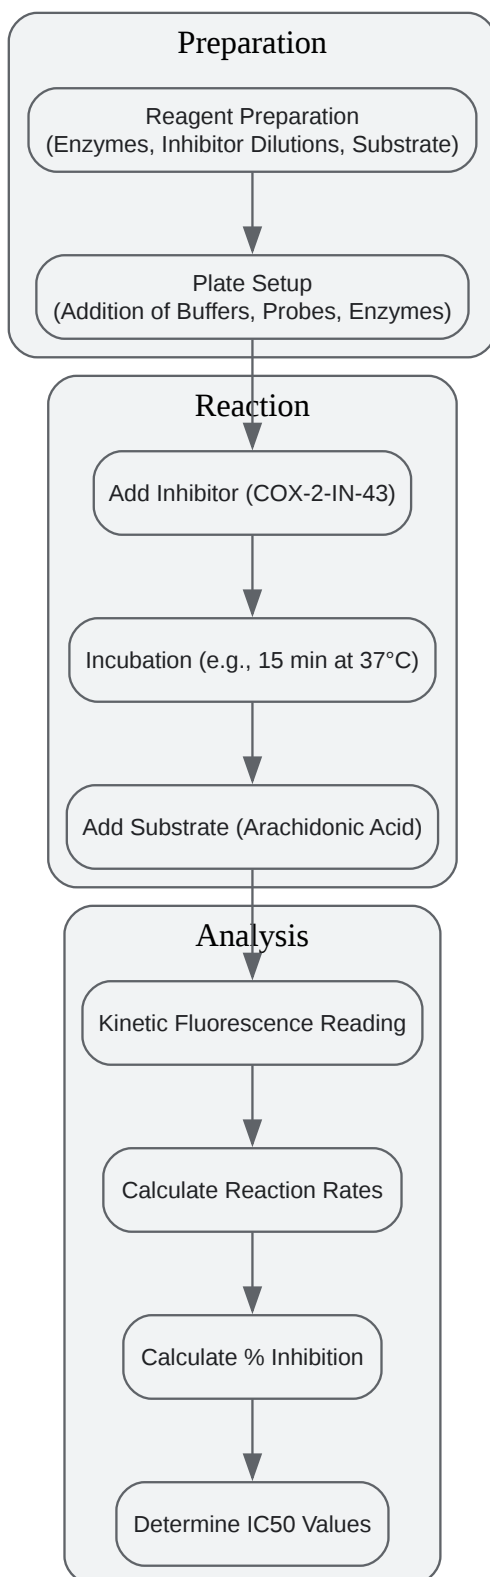 Preparation
Reagent Preparation
(Enzymes, Inhibitor Dilutions, Substrate)
Plate Setup
(Addition of Buffers, Probes, Enzymes)
Reaction
Add Inhibitor (COX-2-IN-43)
Incubation (e.g., 15 min at 37°C)
Add Substrate (Arachidonic Acid)
Analysis
Kinetic Fluorescence Reading
Calculate Reaction Rates
Calculate % Inhibition
Determine IC50 Values